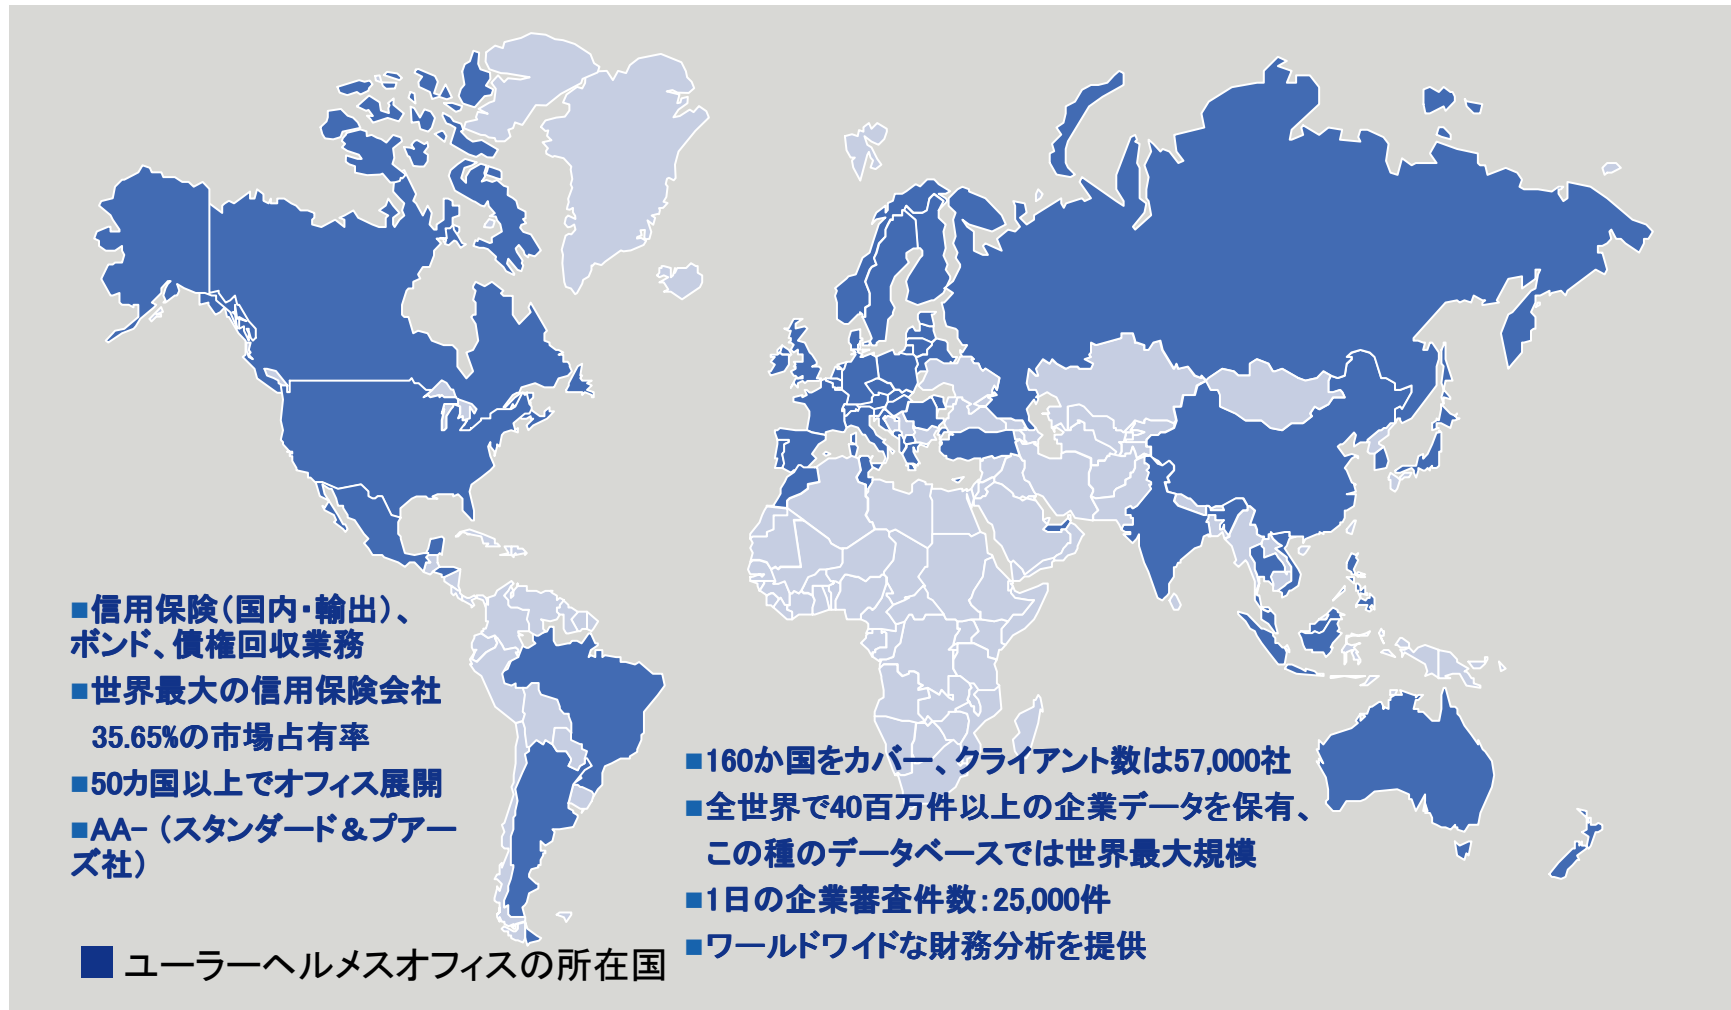 ■信用保険（国内・輸出）、
ボンド、債権回収業務
■世界最大の信用保険会社
35.65%の市場占有率
■50カ国以上でオフィス展開
■AA-（スタンダード＆プアー
ズ社）
■160か国をカバー、クライアント数は57,000社
■全世界で40百万件以上の企業データを保有、
この種のデータベースでは世界最大規模
■1日の企業審査件数：25,000件
■ワールドワイドな財務分析を提供
ユーラーヘルメスオフィスの所在国